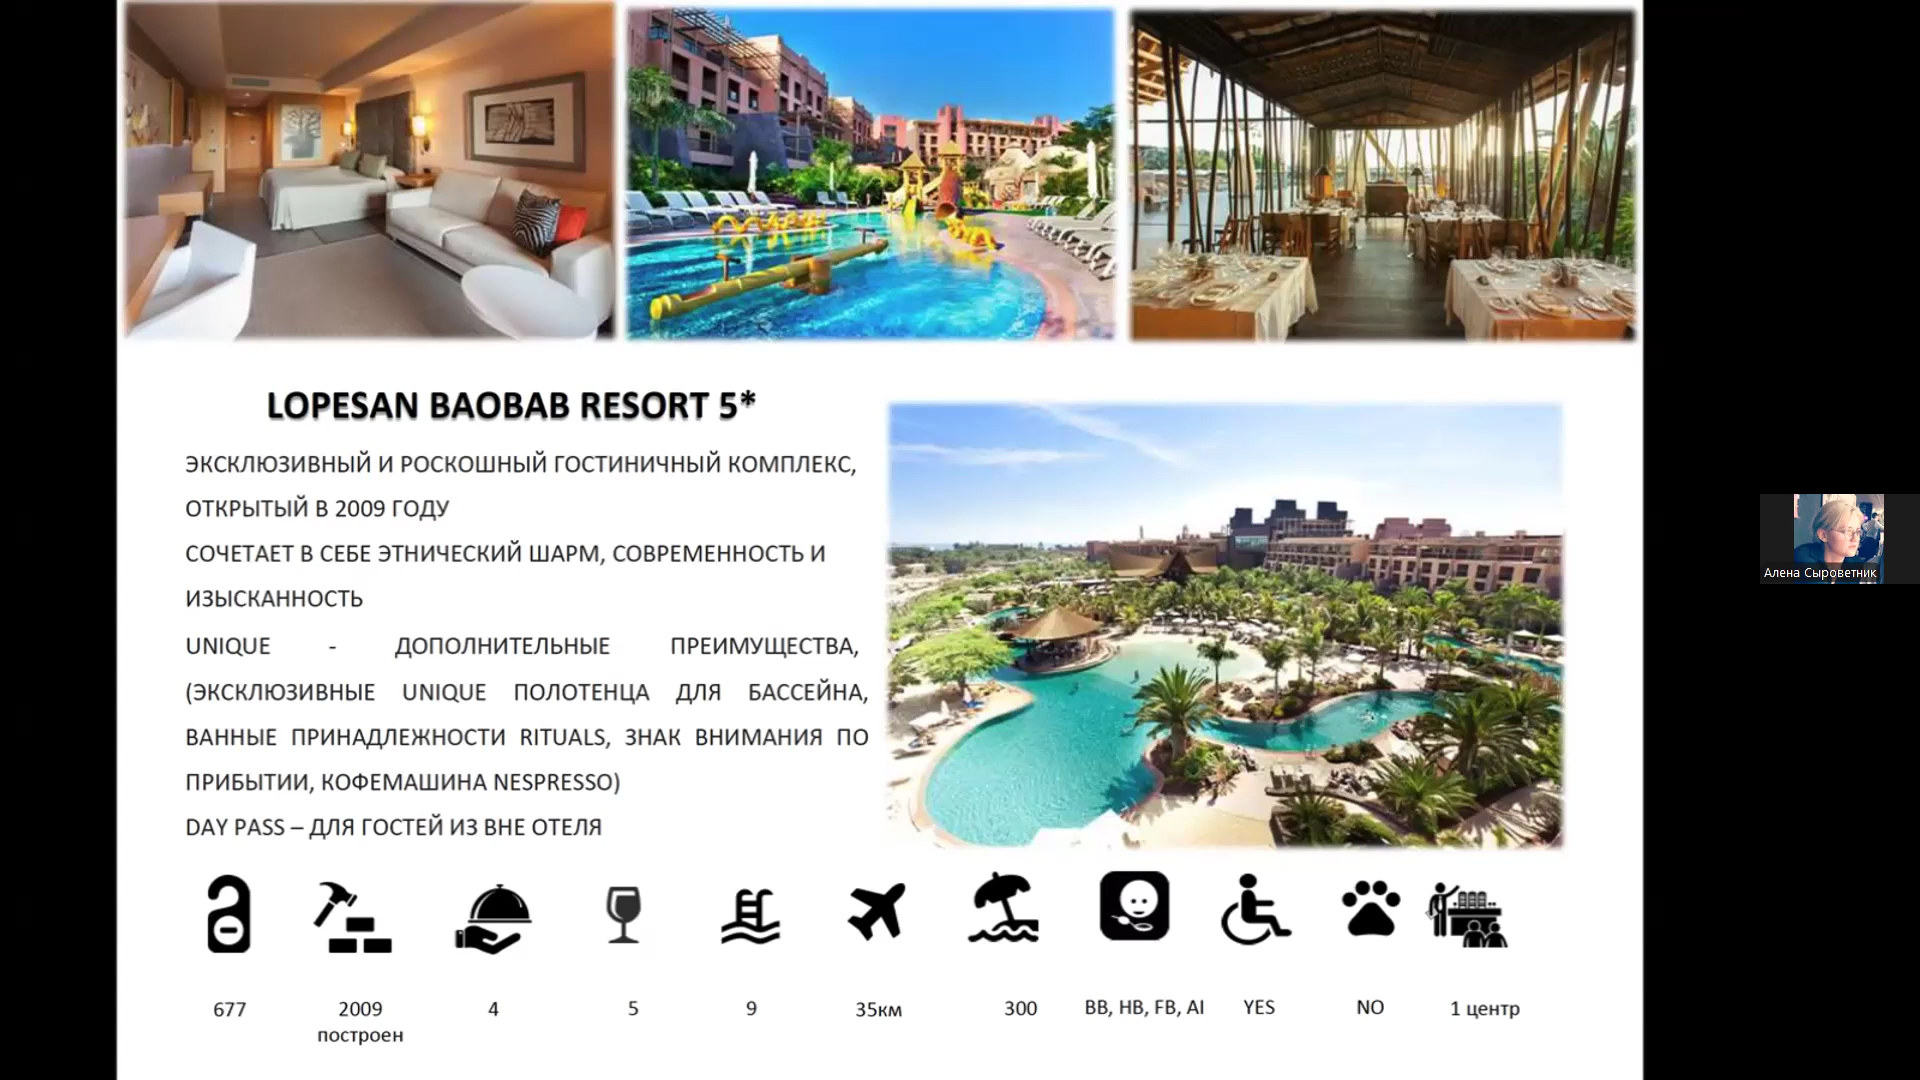 LOPESAN BAOBAB RESORT 5*
ЭКСКЛЮЗИВНЫЙ И РОСКОШНЫЙ ГОСТИНИЧНЫЙ КОМПЛЕКС,
ОТКРЫТЫЙ В 2009 ГОДУ
СОЧЕТАЕТ В СЕБЕ ЭТНИЧЕСКИЙ ШАРМ, СОВРЕМЕННОСТЬ И
ИЗЫСКАННОСТЬ
UNIQUE - ДОПОЛНИТЕЛЬНЫЕ ПРЕИМУЩЕСТВА,
(ЭКСКЛЮЗИВНЫЕ UNIQUE ПОЛОТЕНЦА ДЛЯ БАССЕЙНА,
ВАННЫЕ ПРИНАДЛЕЖНОСТИ RITUALS, ЗНАК ВНИМАНИЯ ПО
ПРИБЫТИИ, КОФЕМАШИНА NESPRESSO)
DAY PASS – ДЛЯ ГОСТЕЙ ИЗ ВНЕ ОТЕЛЯ
677 2009 4 5 9 35км 300 BB, HB, FB, AI YES NO 1 центр
построен
Алена Сыроветник